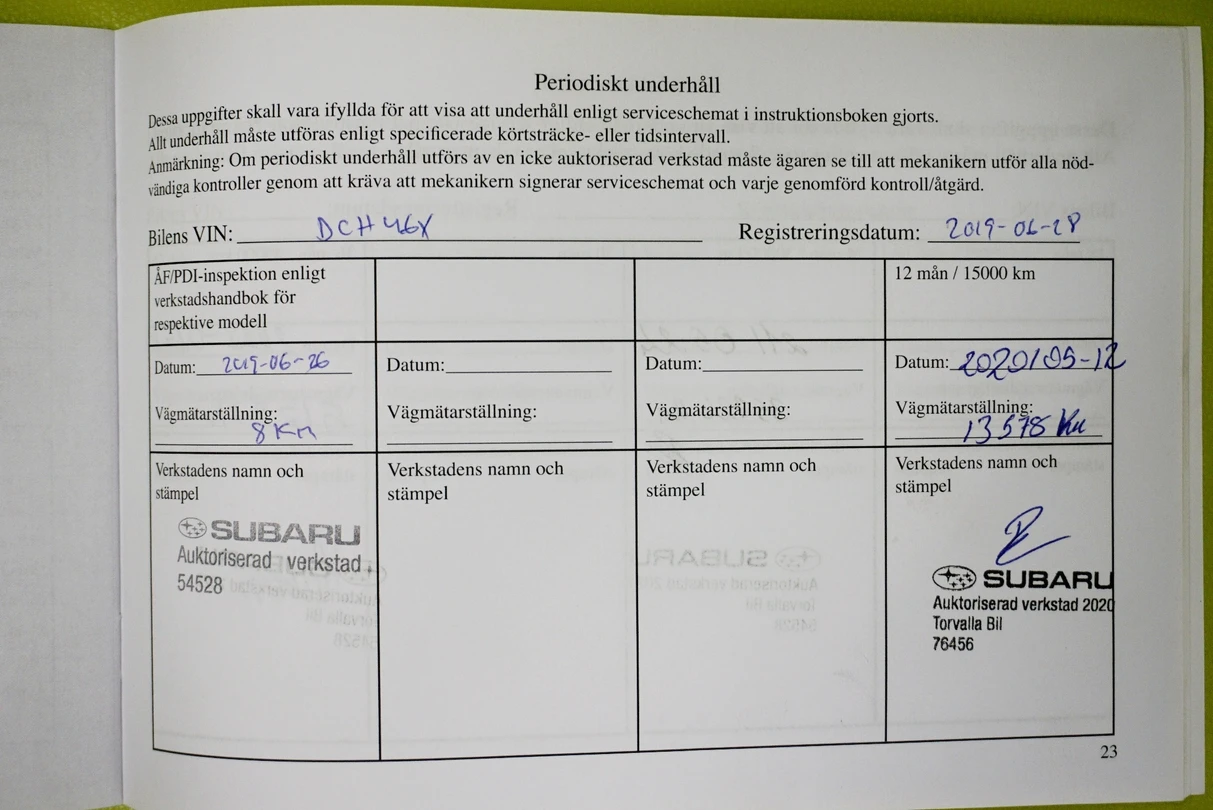 Periodiskt underhåll
Dessa uppgifter skall vara ifyllda för att visa att underhåll enligt serviceschemat i instruktionsboken gjorts.
Allt underhåll måste utföras enligt specificerade körtsträcke- eller tidsintervall.
Anmärkning: Om periodiskt underhåll utförs av en icke auktoriserad verkstad måste ägaren se till att mekanikern utför alla nöd-
vändiga kontroller genom att kräva att mekanikern signerar serviceschemat och varje genomförd kontroll/åtgärd.
Bilens VIN: DCH46X Registreringsdatum: 2019-06-28
ÅF/PDI-inspektion enligt
verkstadshandbok för
respektive modell
Datum: 2019-06-26
Vägmätarställning:
8 Km
Verkstadens namn och
stämpel
SUBARU
Auktoriserad verkstad
54528
Datum:
Vägmätarställning:
Verkstadens namn och
stämpel
Datum:
Vägmätarställning:
Verkstadens namn och
stämpel
12 mån / 15000 km
Datum: 2020/05-12
Vägmätarställning:
13578 Km
Verkstadens namn och
stämpel
SUBARU
Auktoriserad verkstad 2020
Torvalla Bil
76456
23